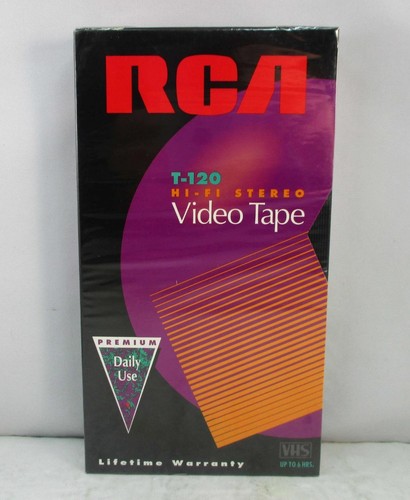 RCA
T-120
HI-FI STEREO
Video Tape
PREMIUM
Daily
Use
VHS
UP TO 6 HRS.
Lifetime Warranty